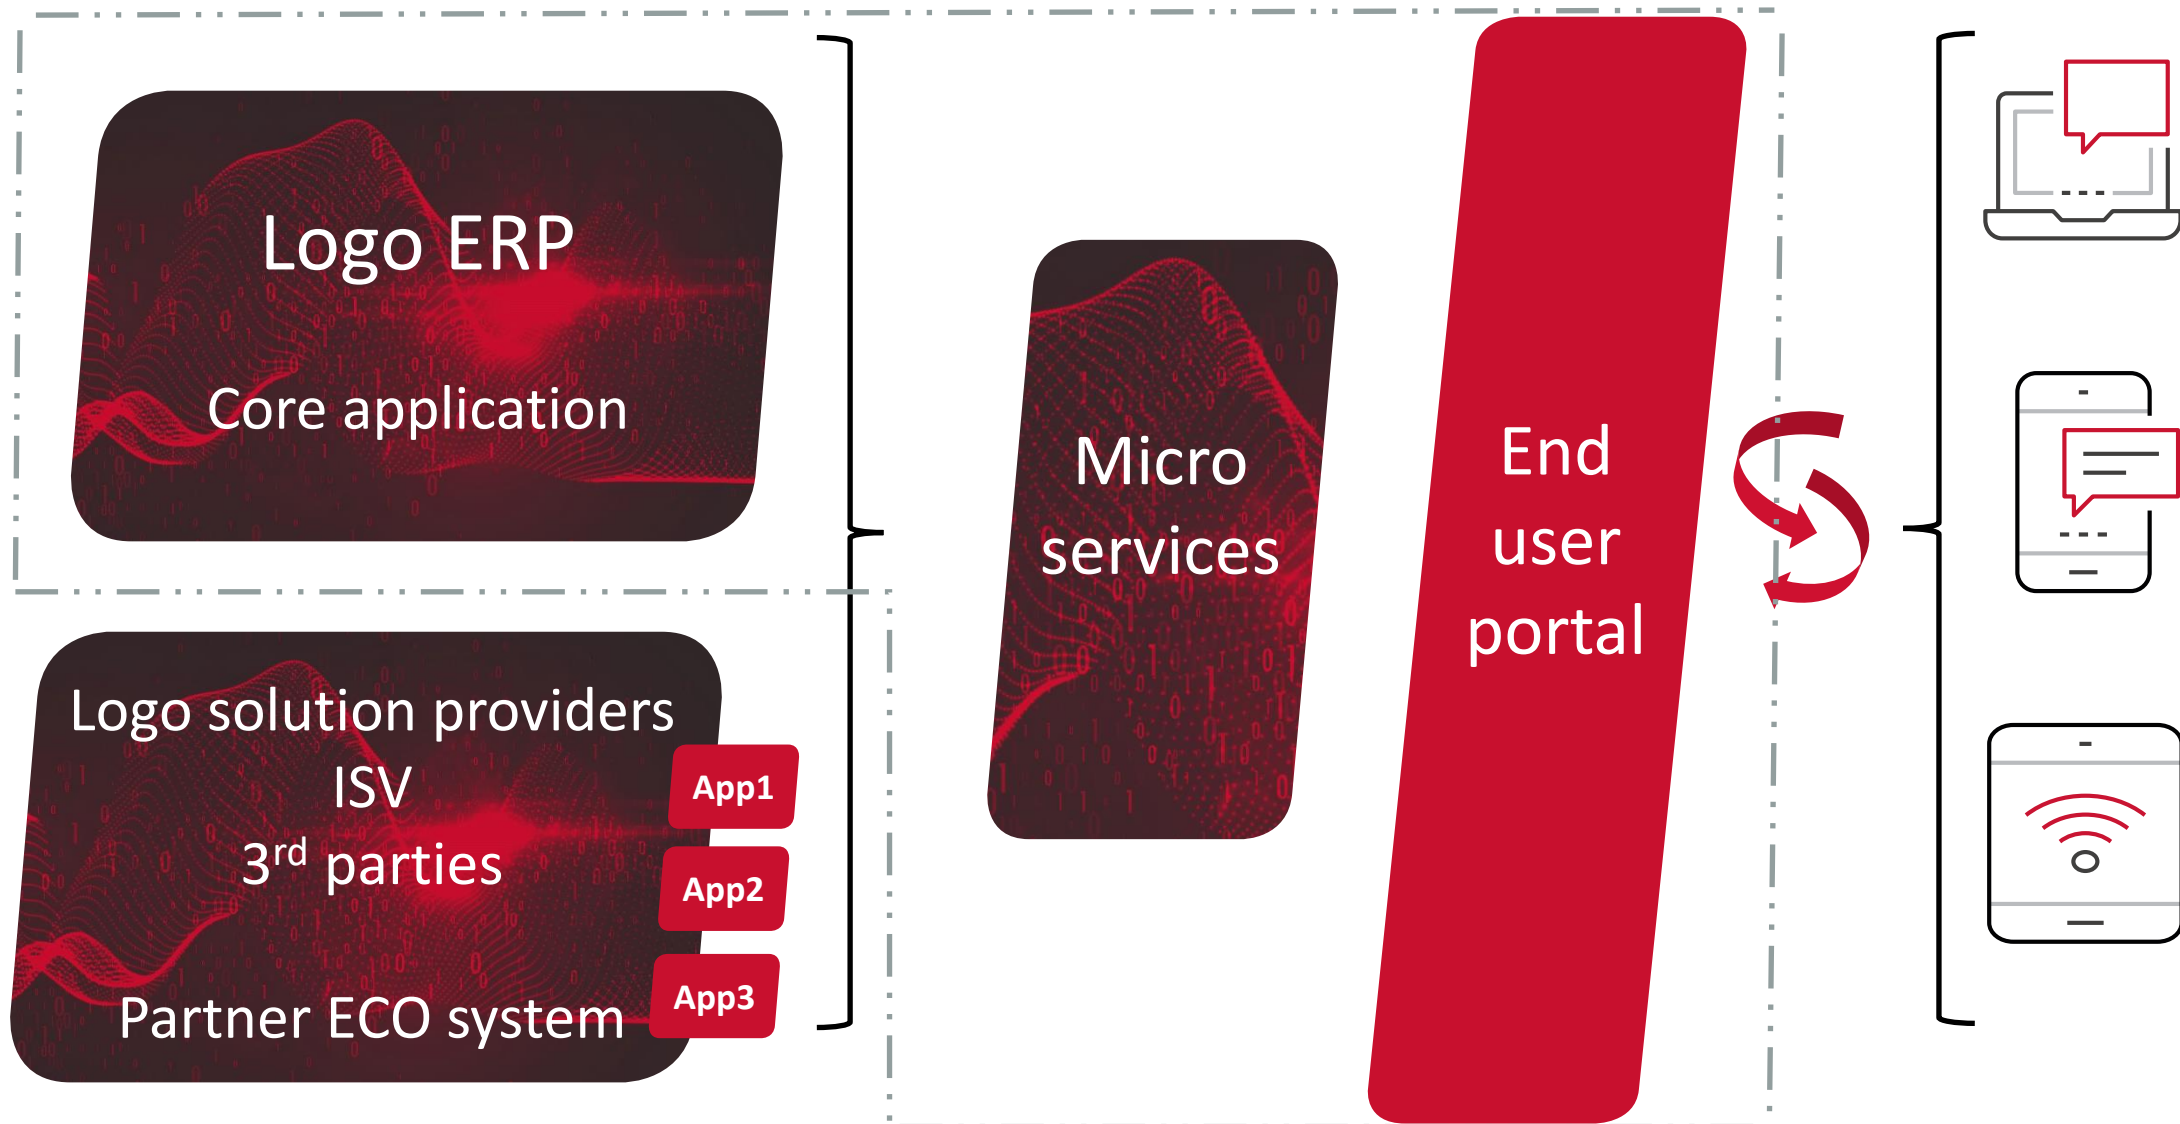 Logo ERP
Core application
Logo solution providers
ISV
3rd parties
Partner ECO system
App1
App2
App3
Micro
services
End
user
portal